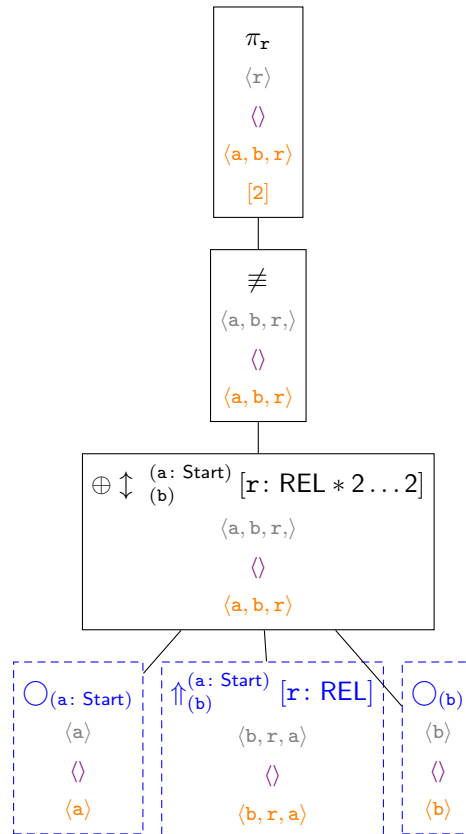 π_r
⟨r⟩
⟨⟩
⟨a, b, r⟩
[2]
≢
⟨a, b, r,⟩
⟨⟩
⟨a, b, r⟩
⊕ ↕ (a: Start) (b) [r: REL ∗ 2 … 2]
⟨a, b, r,⟩
⟨⟩
⟨a, b, r⟩
◯(a: Start)
⟨a⟩
⟨⟩
⟨a⟩
⇑(a: Start) (b) [r: REL]
⟨b, r, a⟩
⟨⟩
⟨b, r, a⟩
◯(b)
⟨b⟩
⟨⟩
⟨b⟩